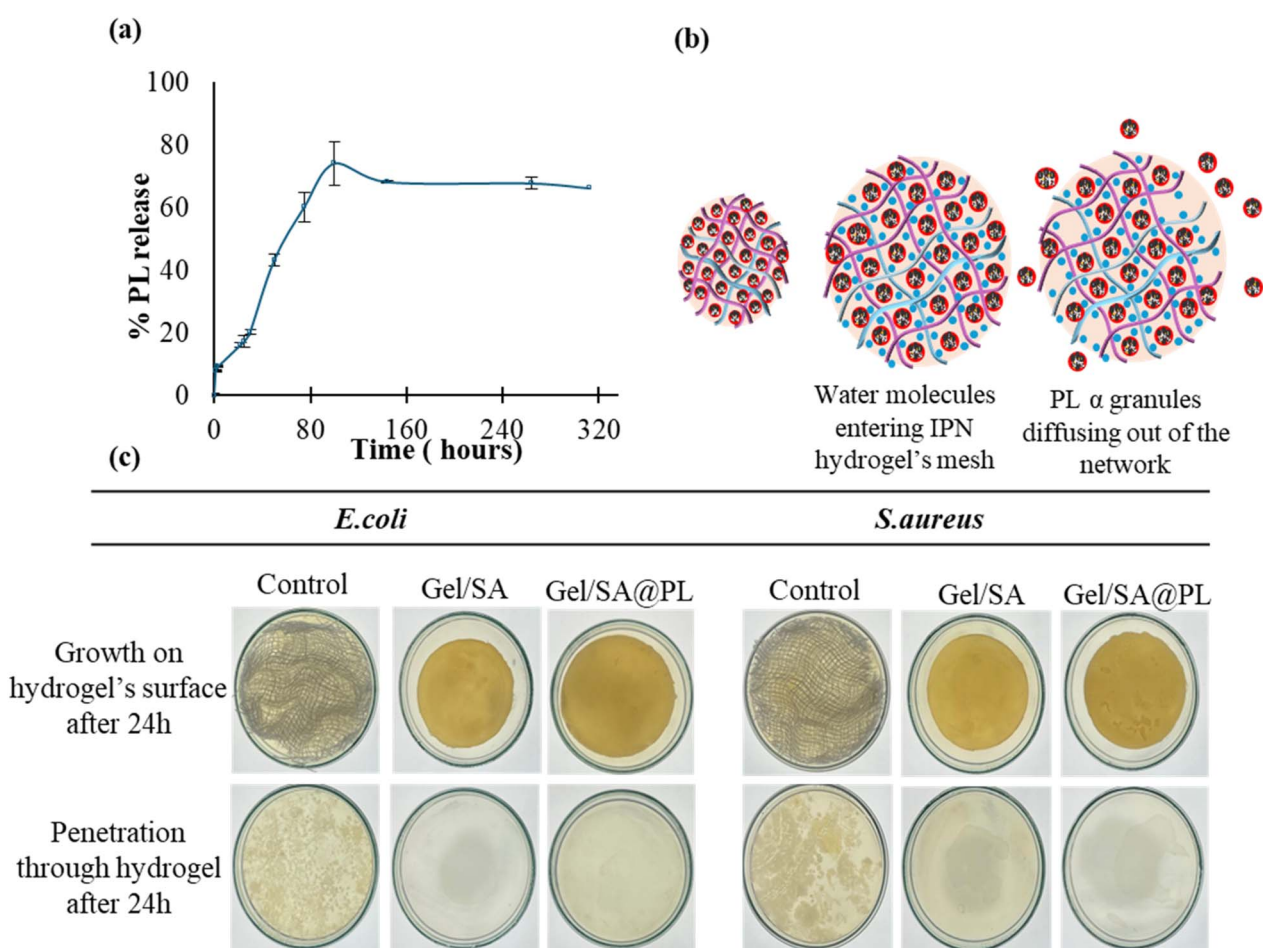 (a)
% PL release
100
80
60
40
20
0
0 80 160 240 320
Time ( hours)
(b)
Water molecules
entering IPN
hydrogel's mesh
PL α granules
diffusing out of the
network
(c)
E.coli S.aureus
Control Gel/SA Gel/SA@PL Control Gel/SA Gel/SA@PL
Growth on
hydrogel's surface
after 24h
Penetration
through hydrogel
after 24h